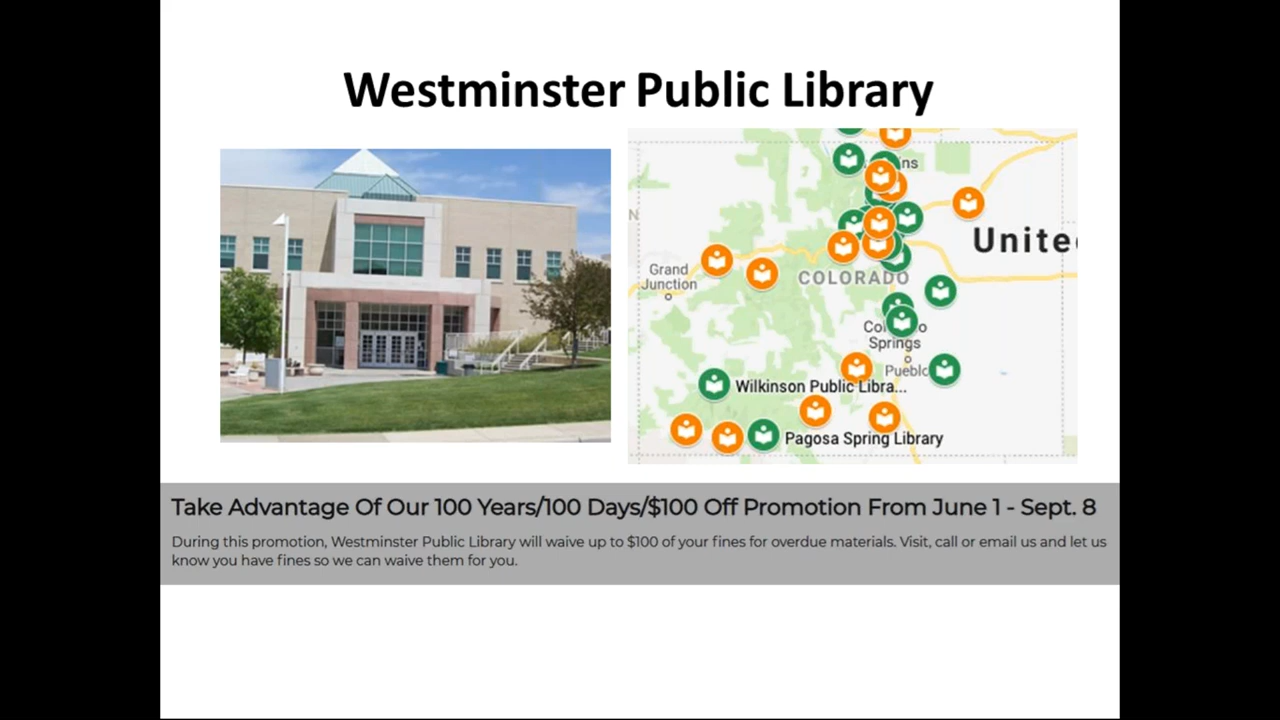 Westminster Public Library
N
Unite
Grand
Junction
COLORADO
Springs
Pueblo
Wilkinson Public Libra...
Pagosa Spring Library
Take Advantage Of Our 100 Years/100 Days/$100 Off Promotion From June 1 - Sept. 8
During this promotion, Westminster Public Library will waive up to $100 of your fines for overdue materials. Visit, call or email us and let us
know you have fines so we can waive them for you.